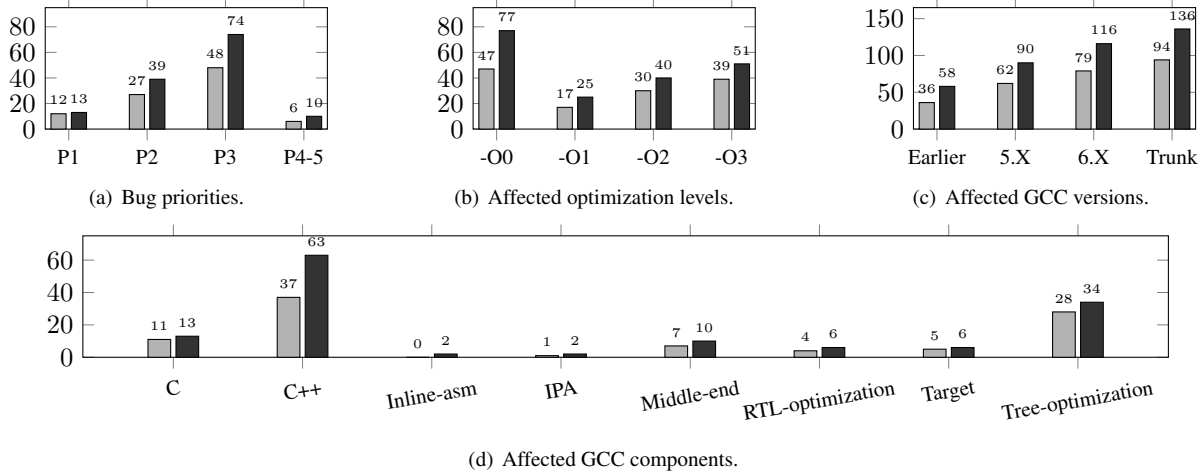 80
60
40
20
0
12 13 27 39 48 74 6 10
P1 P2 P3 P4-5
(a) Bug priorities.
80
60
40
20
0
47 77 17 25 30 40 39 51
-O0 -O1 -O2 -O3
(b) Affected optimization levels.
150
100
50
0
36 58 62 90 79 116 94 136
Earlier 5.X 6.X Trunk
(c) Affected GCC versions.
60
40
20
0
11 13 37 63 0 2 1 2 7 10 4 6 5 6 28 34
C C++ Inline-asm IPA Middle-end RTL-optimization Target Tree-optimization
(d) Affected GCC components.